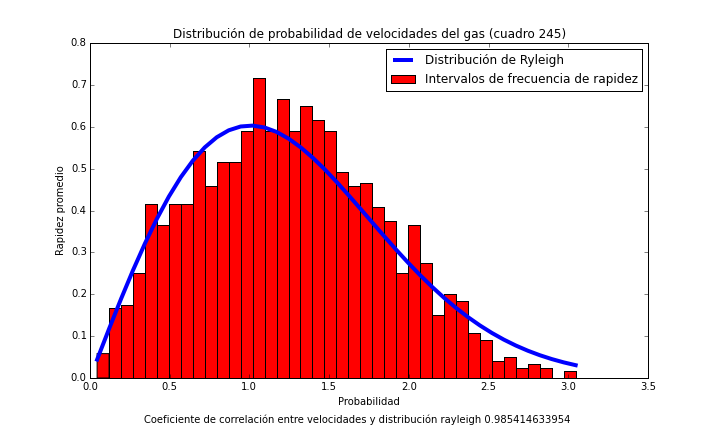 Distribución de probabilidad de velocidades del gas (cuadro 245)
Distribución de Ryleigh
Intervalos de frecuencia de rapidez
0.8
0.7
0.6
0.5
0.4
0.3
0.2
0.1
0.0
Rapidez promedio
0.0 0.5 1.0 1.5 2.0 2.5 3.0 3.5
Probabilidad
Coeficiente de correlación entre velocidades y distribución rayleigh 0.985414633954